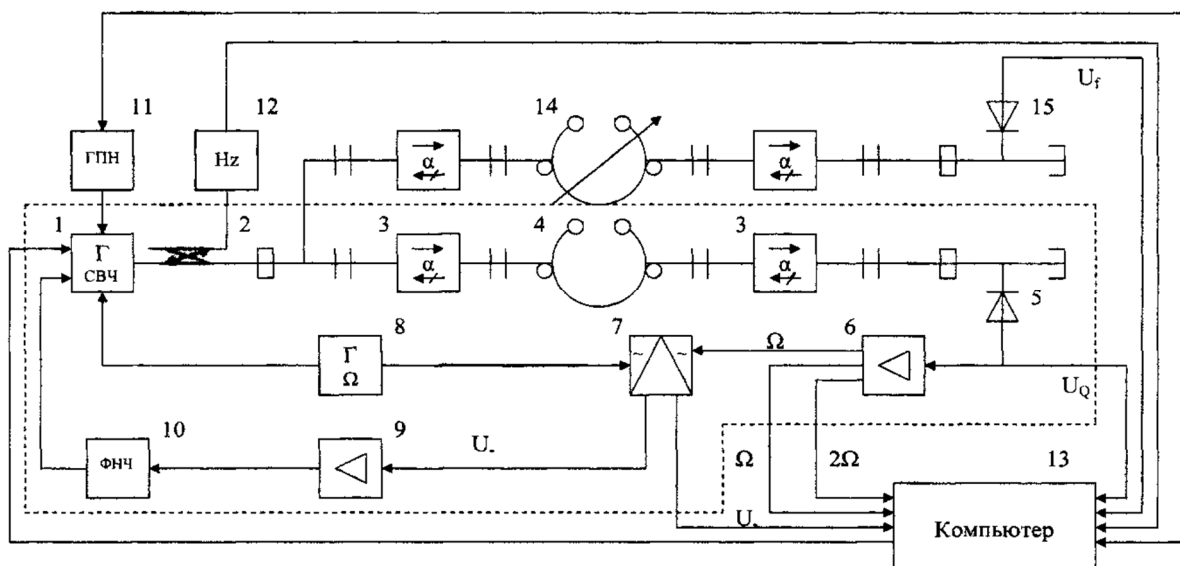 11
12
14
15
U_f
ГПН
Hz
α
α
1
2
3
4
3
Г
СВЧ
α
α
5
8
7
6
Г
Ω
~
~
Ω
U_Q
10
9
U_
Ω
2Ω
13
ФНЧ
U_
Компьютер